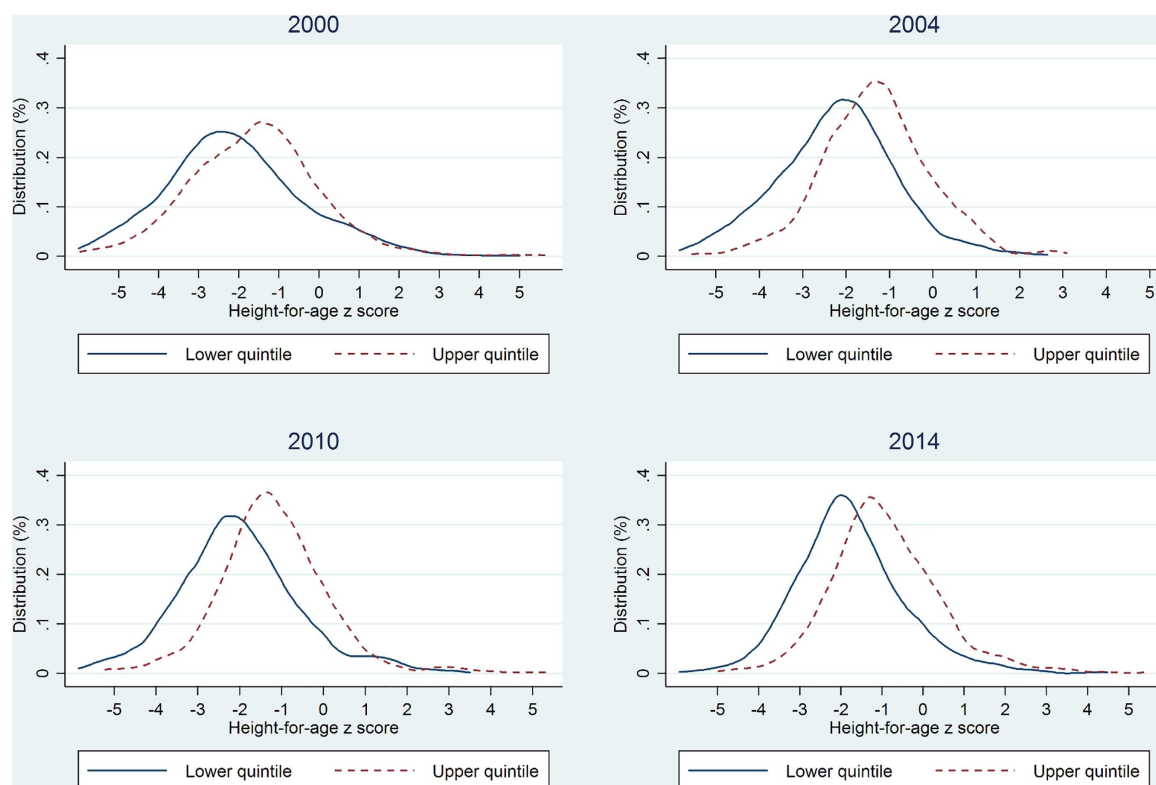 2000
.4
.3
.2
.1
0
Distribution (%)
-5 -4 -3 -2 -1 0 1 2 3 4 5
Height-for-age z score
Lower quintile Upper quintile
2004
.4
.3
.2
.1
0
Distribution (%)
-5 -4 -3 -2 -1 0 1 2 3 4 5
Height-for-age z score
Lower quintile Upper quintile
2010
.4
.3
.2
.1
0
Distribution (%)
-5 -4 -3 -2 -1 0 1 2 3 4 5
Height-for-age z score
Lower quintile Upper quintile
2014
.4
.3
.2
.1
0
Distribution (%)
-5 -4 -3 -2 -1 0 1 2 3 4 5
Height-for-age z score
Lower quintile Upper quintile